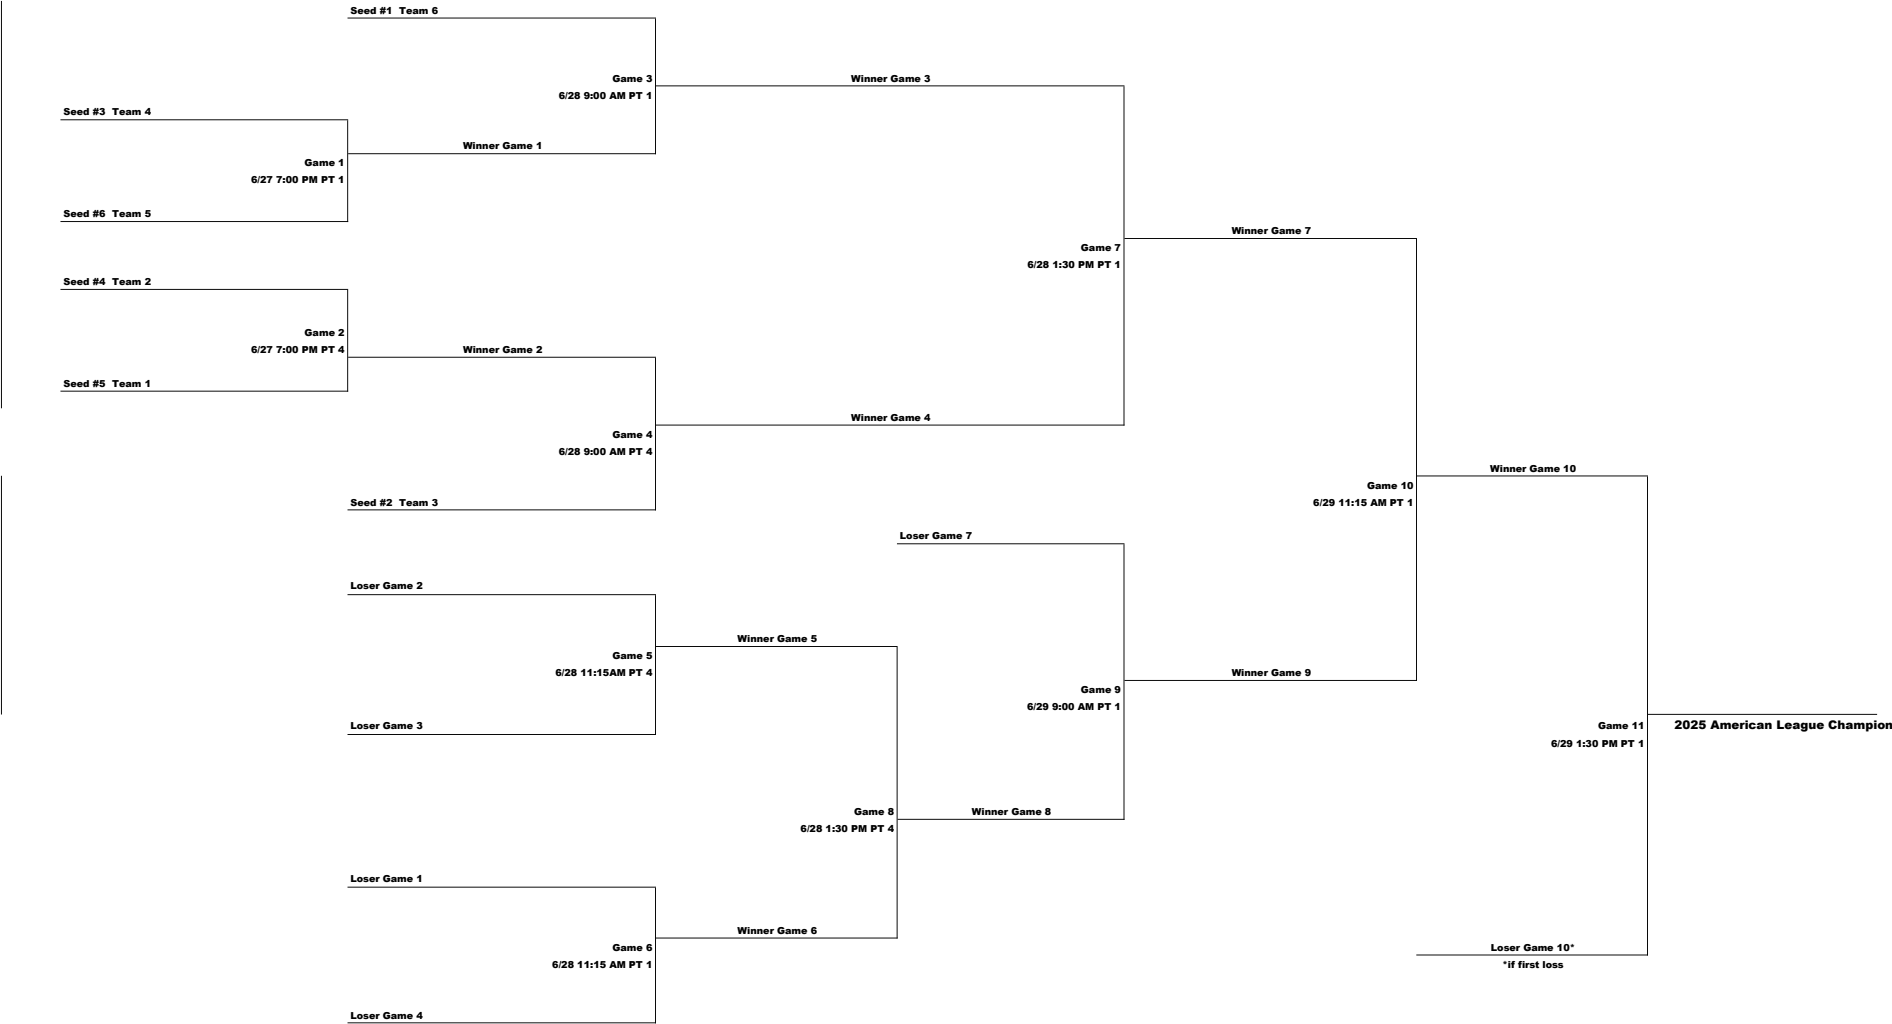 Seed #1  Team 6
Game 3
Winner Game 3
6/28 9:00 AM PT 1
Seed #3  Team 4
Winner Game 1
Game 1
6/27 7:00 PM PT 1
Seed #6  Team 5
Winner Game 7
Game 7
6/28 1:30 PM PT 1
Seed #4  Team 2
Game 2
6/27 7:00 PM PT 4
Winner Game 2
Seed #5  Team 1
Winner Game 4
Game 4
6/28 9:00 AM PT 4
Winner Game 10
Game 10
6/29 11:15 AM PT 1
Seed #2  Team 3
Loser Game 7
Loser Game 2
Winner Game 5
Game 5
6/28 11:15AM PT 4
Winner Game 9
Game 9
6/29 9:00 AM PT 1
Loser Game 3
Game 11
2025 American League Champion
6/29 1:30 PM PT 1
Game 8
Winner Game 8
6/28 1:30 PM PT 4
Loser Game 1
Winner Game 6
Game 6
6/28 11:15 AM PT 1
Loser Game 10*
*if first loss
Loser Game 4